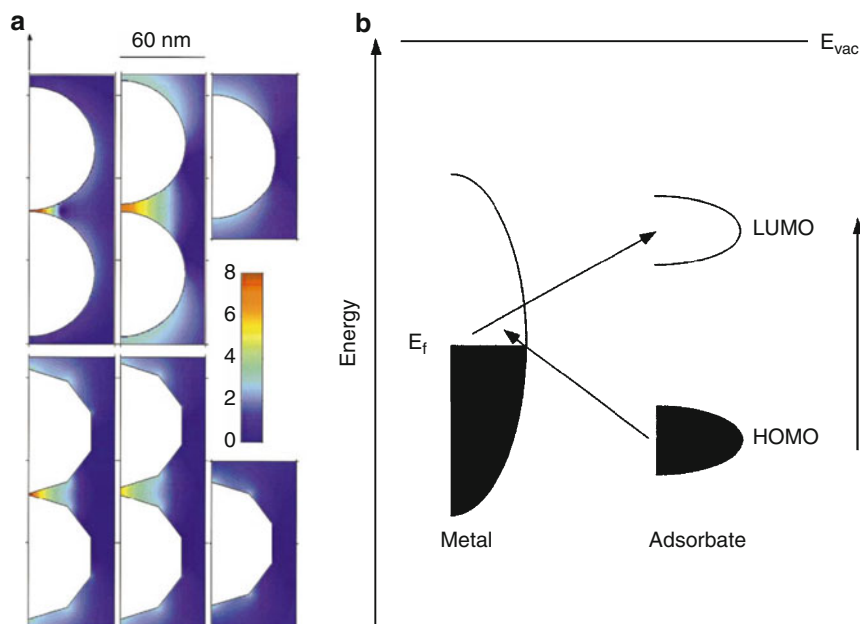 a
60 nm
8
6
4
2
0
b
E_vac
Energy
E_f
LUMO
HOMO
Metal
Adsorbate